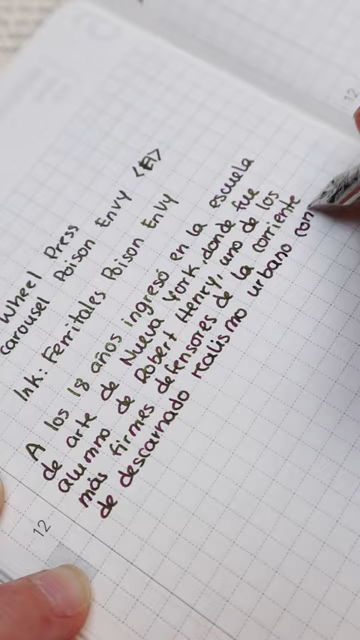 Wheel Press
carousel Poison Envy <EF>
Ink: Ferritales Poison Envy
A los 18 años ingresó en la escuela
de arte de Nueva York, donde fue
alumno de Robert Henry, uno de los
más firmes defensores de la corriente
de descarnado realismo urbano con
12
12